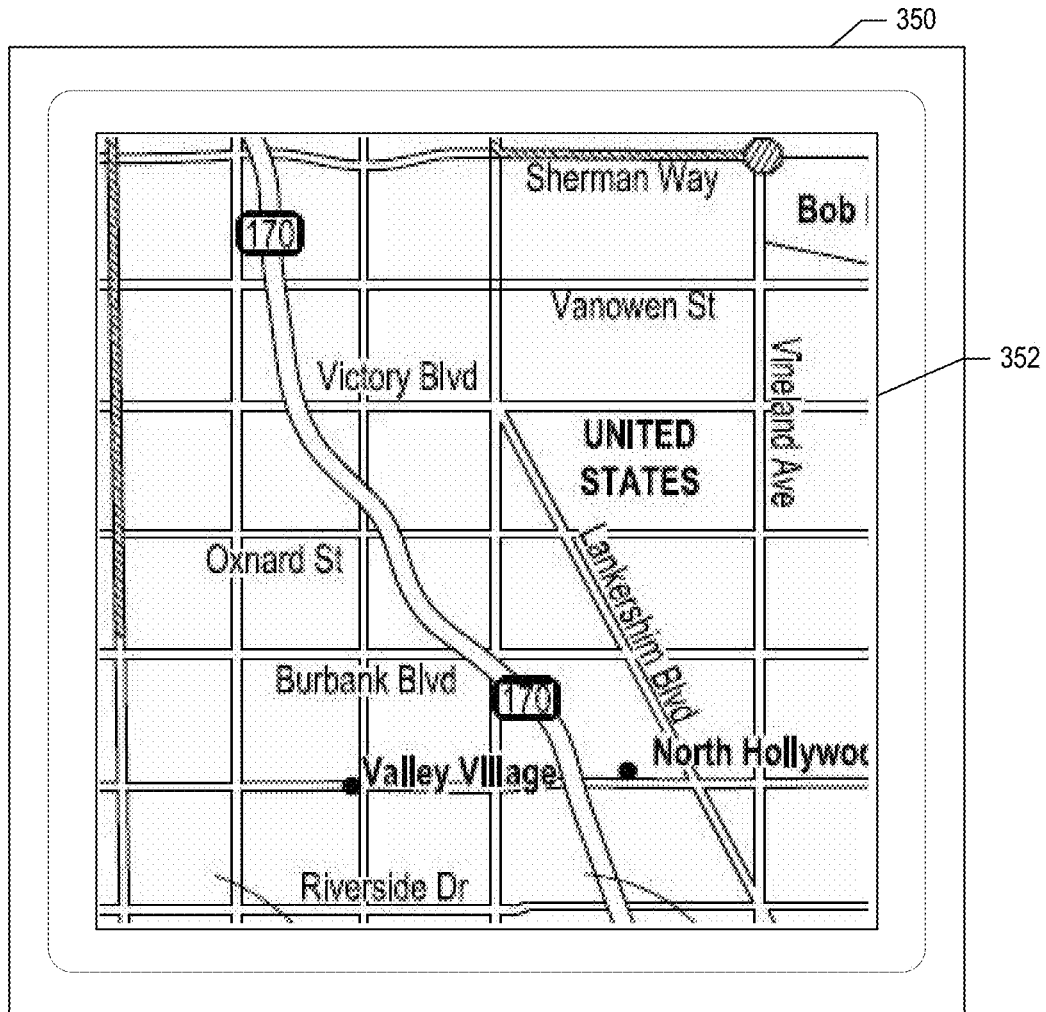 350
Sherman Way
170
Bob
Vanowen St
352
Victory Blvd
Vineland Ave
UNITED
STATES
Oxnard St
Lankershim Blvd
Burbank Blvd
170
North Hollywoo
Valley Village
Riverside Dr